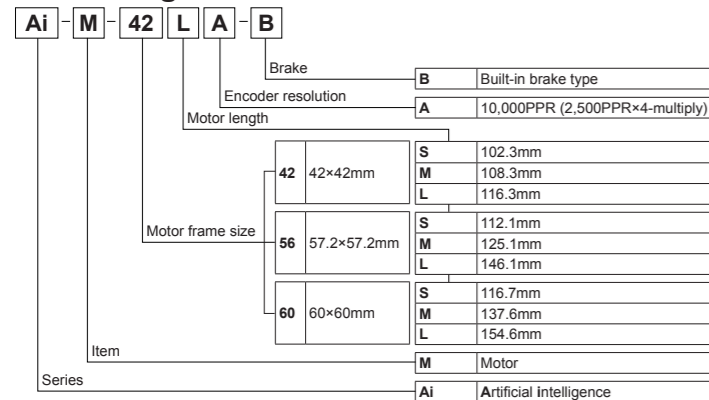 Ai - M - 42 L A - B
Brake
B Built-in brake type
Encoder resolution
A 10,000PPR (2,500PPR×4-multiply)
Motor length
42 42×42mm
S 102.3mm
M 108.3mm
L 116.3mm
Motor frame size
56 57.2×57.2mm
S 112.1mm
M 125.1mm
L 146.1mm
60 60×60mm
S 116.7mm
M 137.6mm
L 154.6mm
Item
M Motor
Series
Ai Artificial intelligence